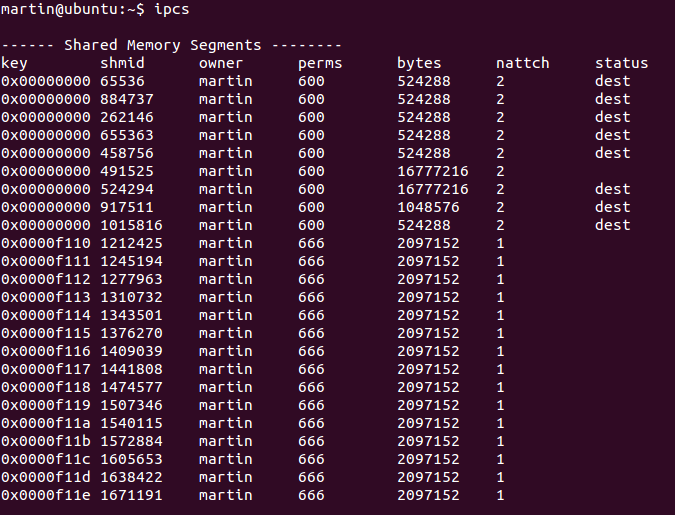 martin@ubuntu:~$ ipcs

------ Shared Memory Segments --------
key        shmid      owner      perms      bytes      nattch     status
0x00000000 65536      martin     600        524288     2          dest
0x00000000 884737     martin     600        524288     2          dest
0x00000000 262146     martin     600        524288     2          dest
0x00000000 655363     martin     600        524288     2          dest
0x00000000 458756     martin     600        524288     2          dest
0x00000000 491525     martin     600        16777216   2
0x00000000 524294     martin     600        16777216   2          dest
0x00000000 917511     martin     600        1048576    2          dest
0x00000000 1015816    martin     600        524288     2          dest
0x0000f110 1212425    martin     666        2097152    1
0x0000f111 1245194    martin     666        2097152    1
0x0000f112 1277963    martin     666        2097152    1
0x0000f113 1310732    martin     666        2097152    1
0x0000f114 1343501    martin     666        2097152    1
0x0000f115 1376270    martin     666        2097152    1
0x0000f116 1409039    martin     666        2097152    1
0x0000f117 1441808    martin     666        2097152    1
0x0000f118 1474577    martin     666        2097152    1
0x0000f119 1507346    martin     666        2097152    1
0x0000f11a 1540115    martin     666        2097152    1
0x0000f11b 1572884    martin     666        2097152    1
0x0000f11c 1605653    martin     666        2097152    1
0x0000f11d 1638422    martin     666        2097152    1
0x0000f11e 1671191    martin     666        2097152    1